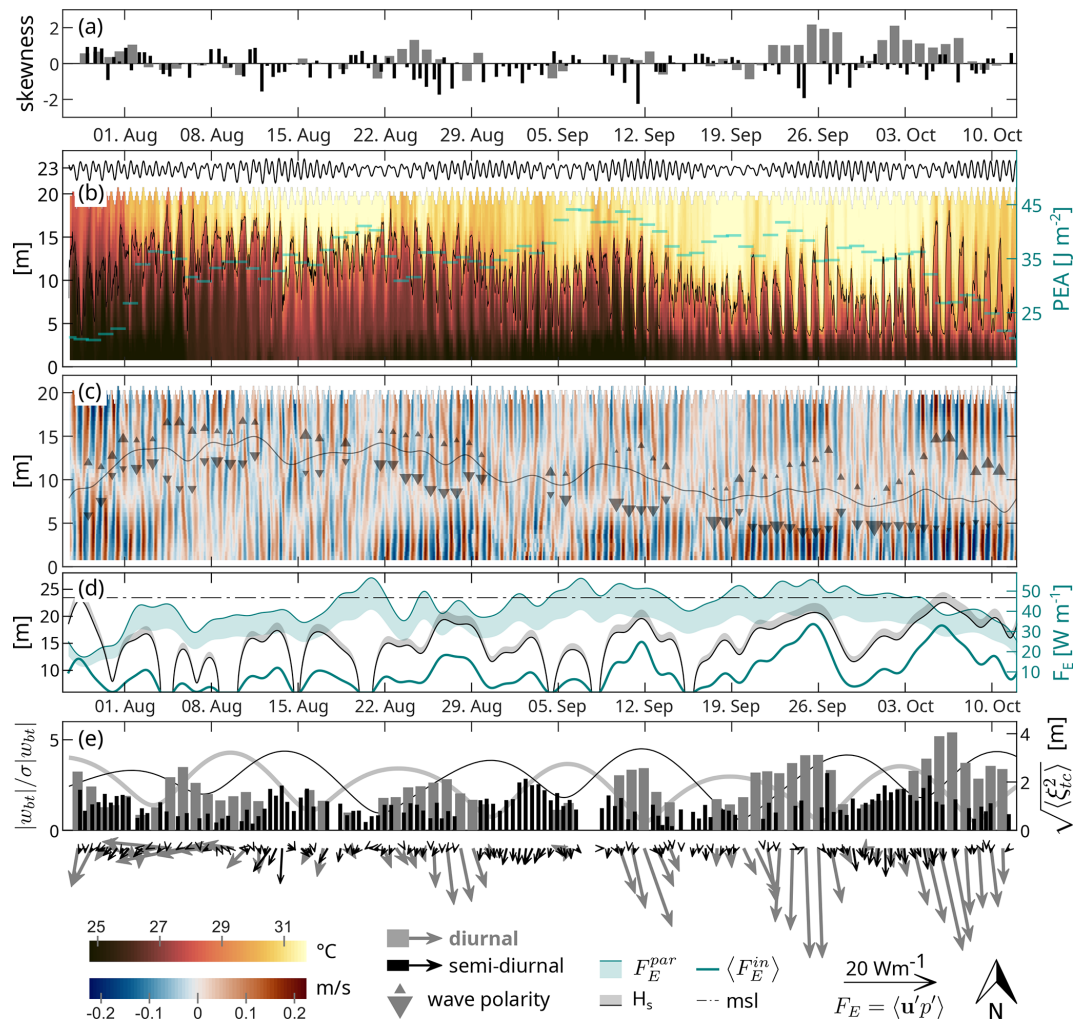 (a)
skewness
2
0
-2
01. Aug 08. Aug 15. Aug 22. Aug 29. Aug 05. Sep 12. Sep 19. Sep 26. Sep 03. Oct 10. Oct
(b)
[m]
23
20
15
10
5
0
45
35
25
PEA [J m⁻²]
(c)
[m]
20
15
10
5
0
(d)
[m]
25
20
15
10
50
40
30
20
10
F_E [W m⁻¹]
01. Aug 08. Aug 15. Aug 22. Aug 29. Aug 05. Sep 12. Sep 19. Sep 26. Sep 03. Oct 10. Oct
(e)
|w_bt|/σ|w_bt|
5
0
4
2
0
√⟨ξ²_tc⟩ [m]
25 27 29 31
°C
-0.2 -0.1 0 0.1 0.2
m/s
diurnal
semi-diurnal
wave polarity
F_E^par
⟨F_E^in⟩
H_s
msl
20 Wm⁻¹
F_E = ⟨u′p′⟩
N